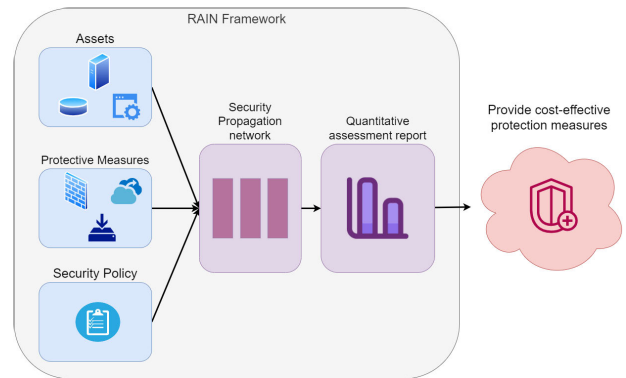 RAIN Framework
Assets
Protective Measures
Security Policy
Security
Propagation
network
Quantitative
assessment report
Provide cost-effective
protection measures